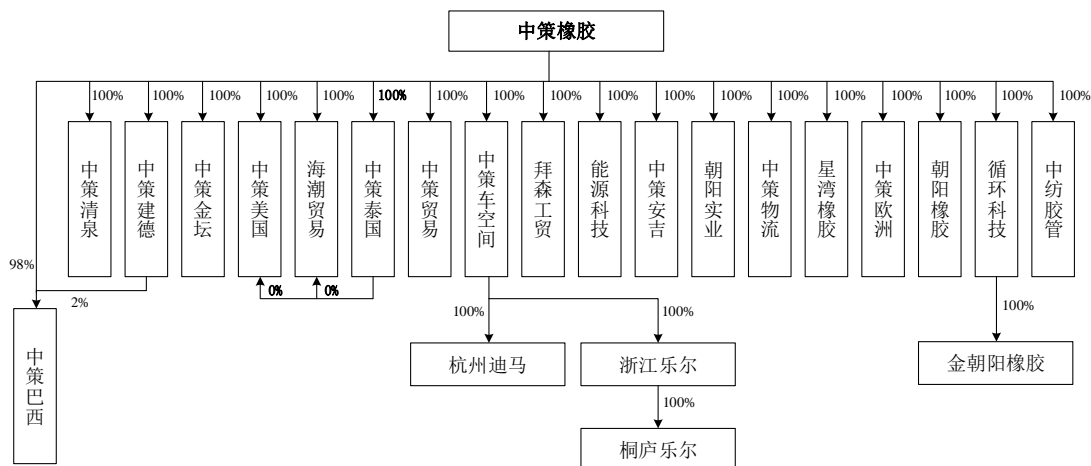 中策橡胶
100% 100% 100% 100% 100% 100% 100% 100% 100% 100% 100% 100% 100% 100% 100% 100% 100% 100%
中策清泉
中策建德
中策金坛
中策美国
海潮贸易
中策泰国
中策贸易
中策车空间
拜森工贸
能源科技
中策安吉
朝阳实业
中策物流
星湾橡胶
中策欧洲
朝阳橡胶
循环科技
中纺胶管
98%
2%
0% 0%
100% 100% 100%
中策巴西
杭州迪马
浙江乐尔
金朝阳橡胶
100%
桐庐乐尔